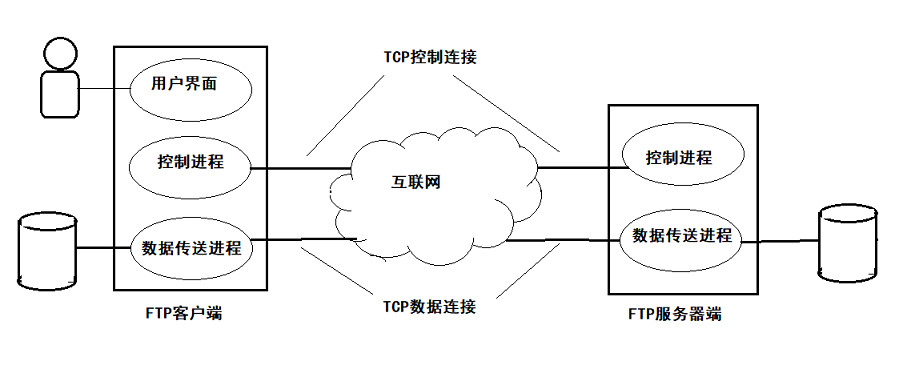 TCP控制连接
用户界面
控制进程
控制进程
互联网
数据传送进程
数据传送进程
FTP客户端
TCP数据连接
FTP服务器端